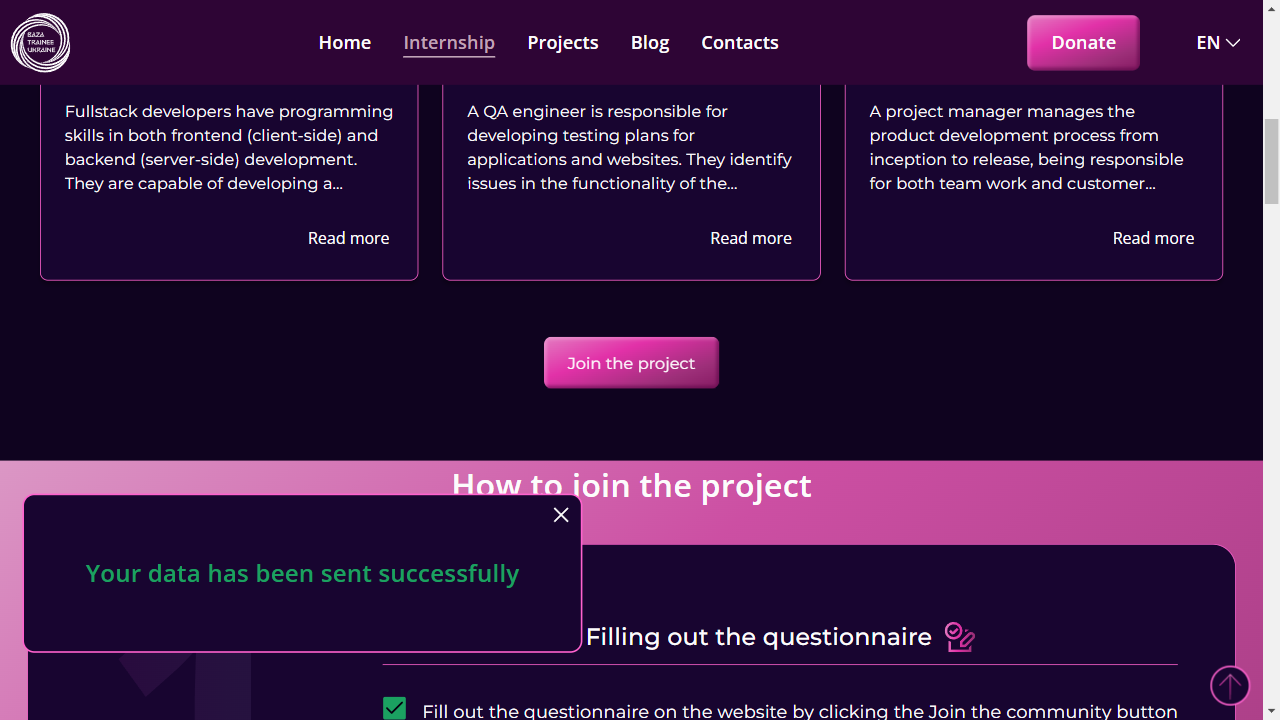 BAZA
TRAINEE
UKRAINE
Home
Internship
Projects
Blog
Contacts
Donate
EN
Fullstack developers have programming
skills in both frontend (client-side) and
backend (server-side) development.
They are capable of developing a...
Read more
A QA engineer is responsible for
developing testing plans for
applications and websites. They identify
issues in the functionality of the...
Read more
A project manager manages the
product development process from
inception to release, being responsible
for both team work and customer...
Read more
Join the project
How to join the project
Your data has been sent successfully
Filling out the questionnaire
Fill out the questionnaire on the website by clicking the Join the community button